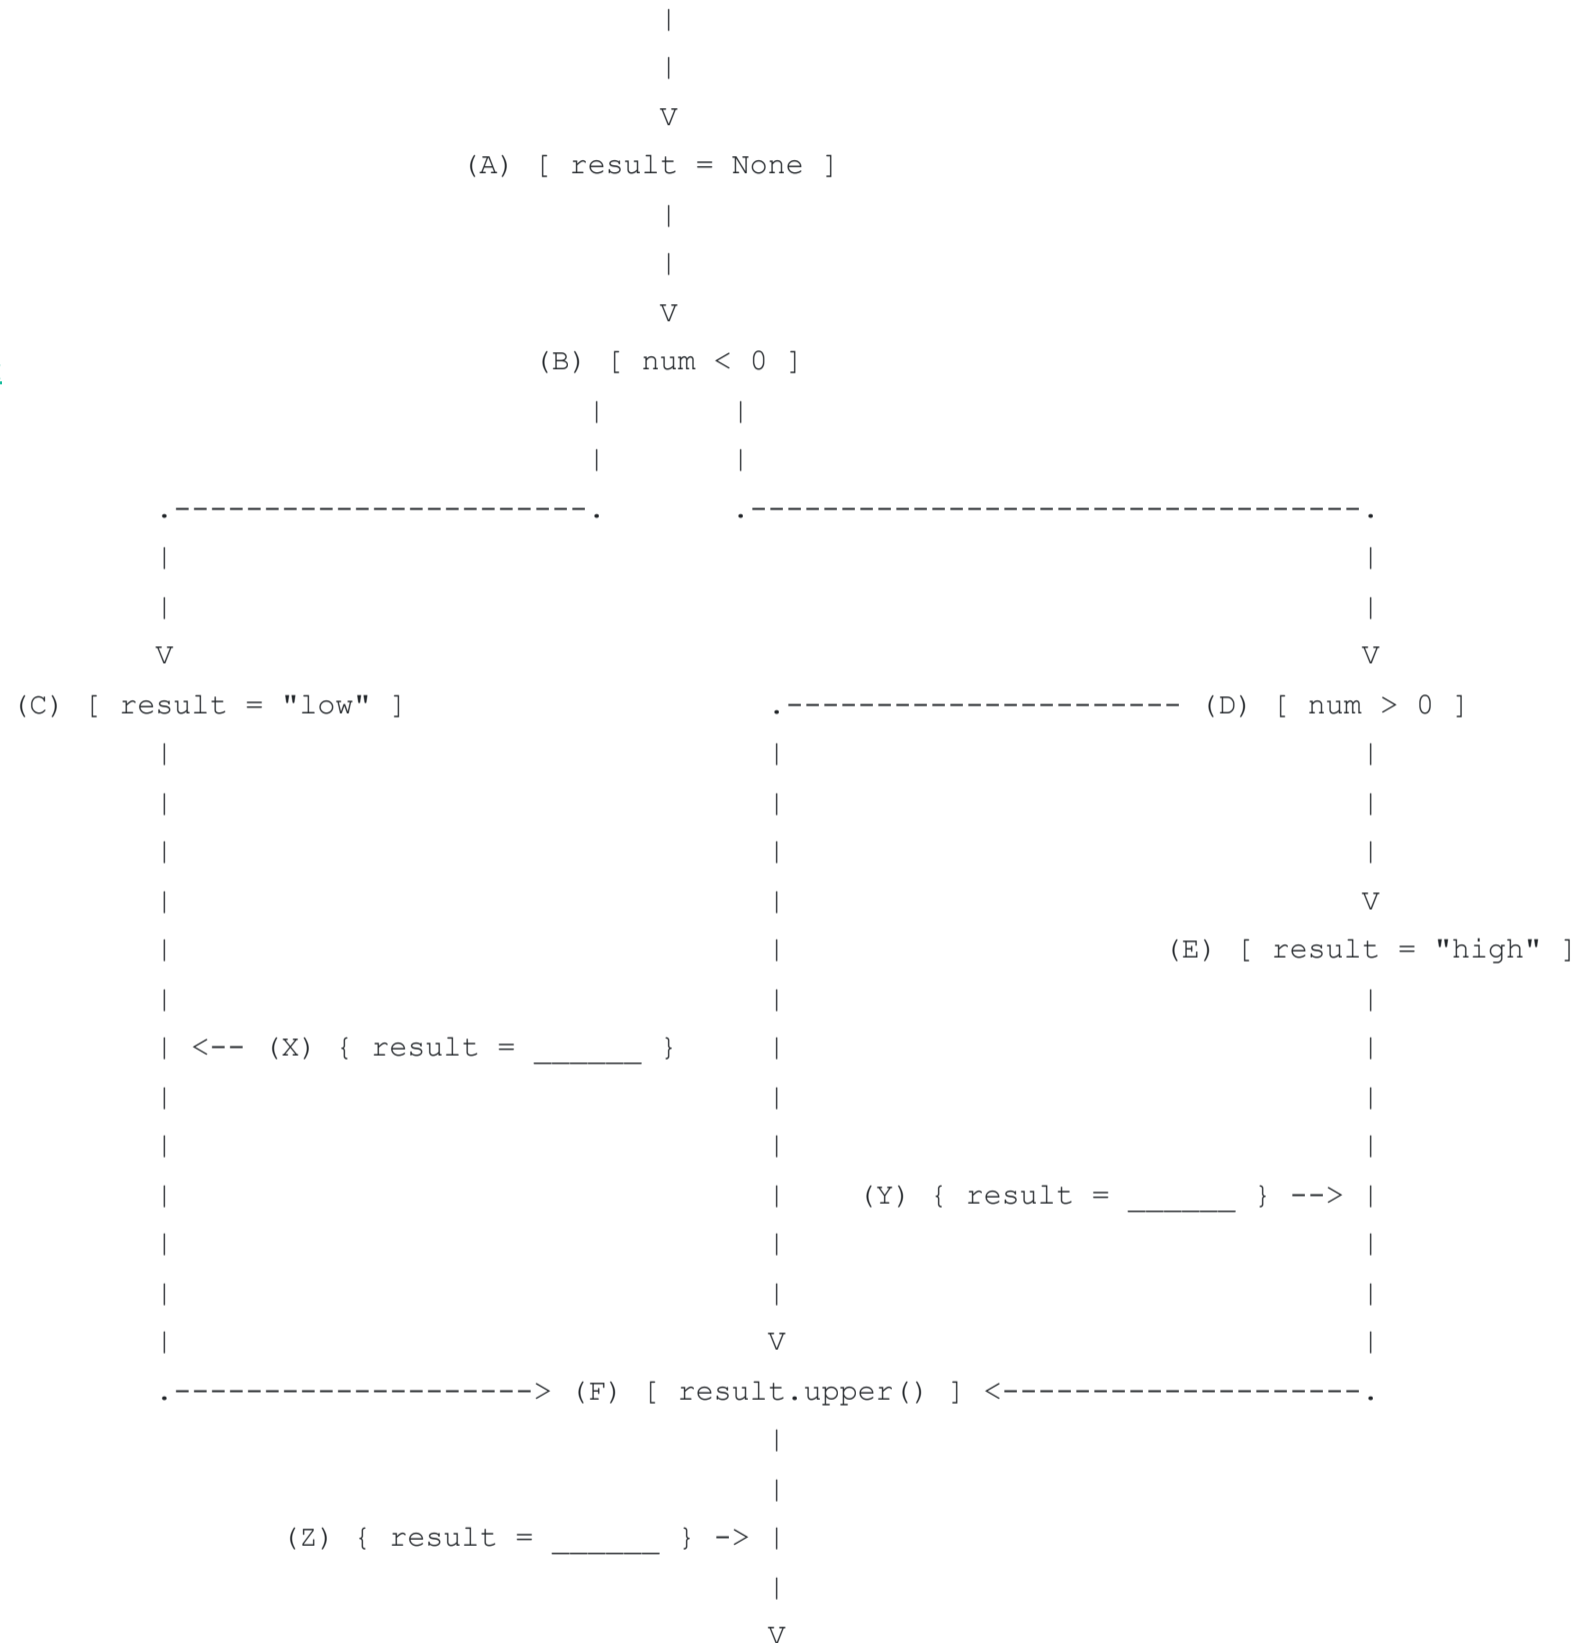 |
|
V
(A) [ result = None ]
|
|
V
(B) [ num < 0 ]
| |
| |
.-----------------------. .----------------------------------.
| |
| |
V V
(C) [ result = "low" ] .---------------------- (D) [ num > 0 ]
| | |
| | |
| | |
| | V
| | (E) [ result = "high" ]
| | |
| <-- (X) { result = ______ } | |
| | |
| | |
| | (Y) { result = ______ } --> |
| | |
| | |
| V |
.--------------------> (F) [ result.upper() ] <--------------------.
|
|
(Z) { result = ______ } -> |
|
V